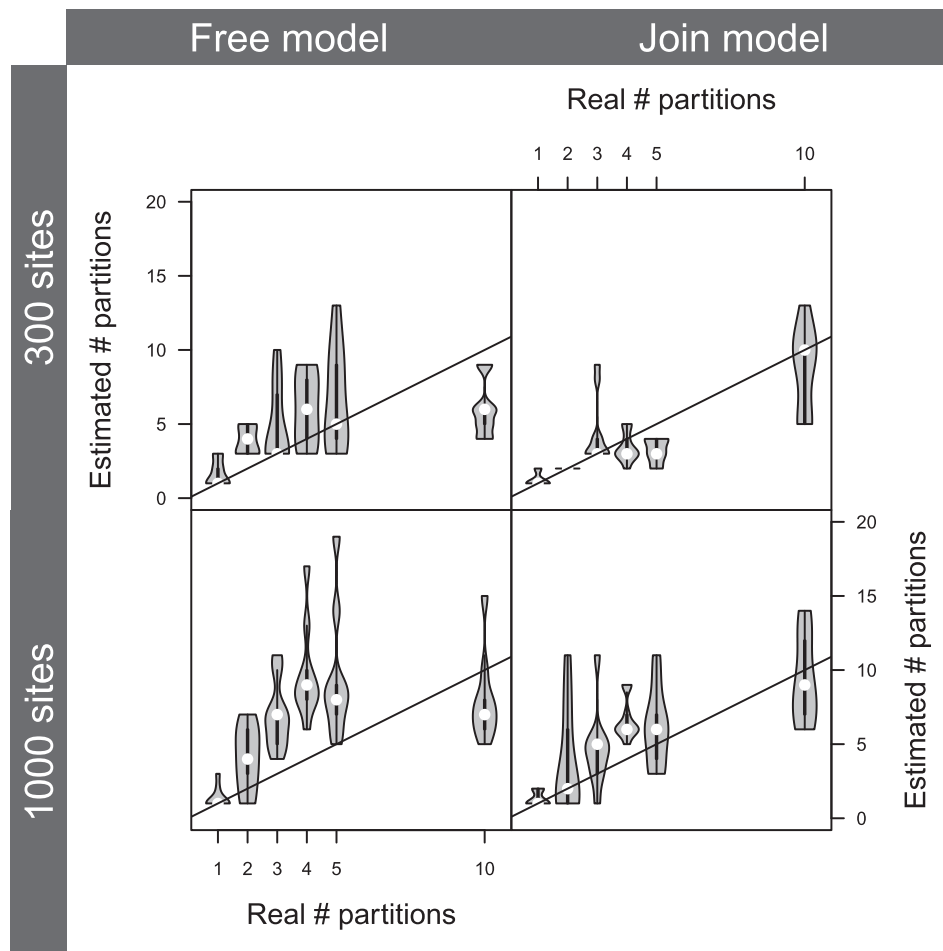 Free model
Join model
300 sites
1000 sites
Real # partitions
1 2 3 4 5 10
Estimated # partitions
20
15
10
5
0
20
15
10
5
0
Estimated # partitions
1 2 3 4 5 10
Real # partitions